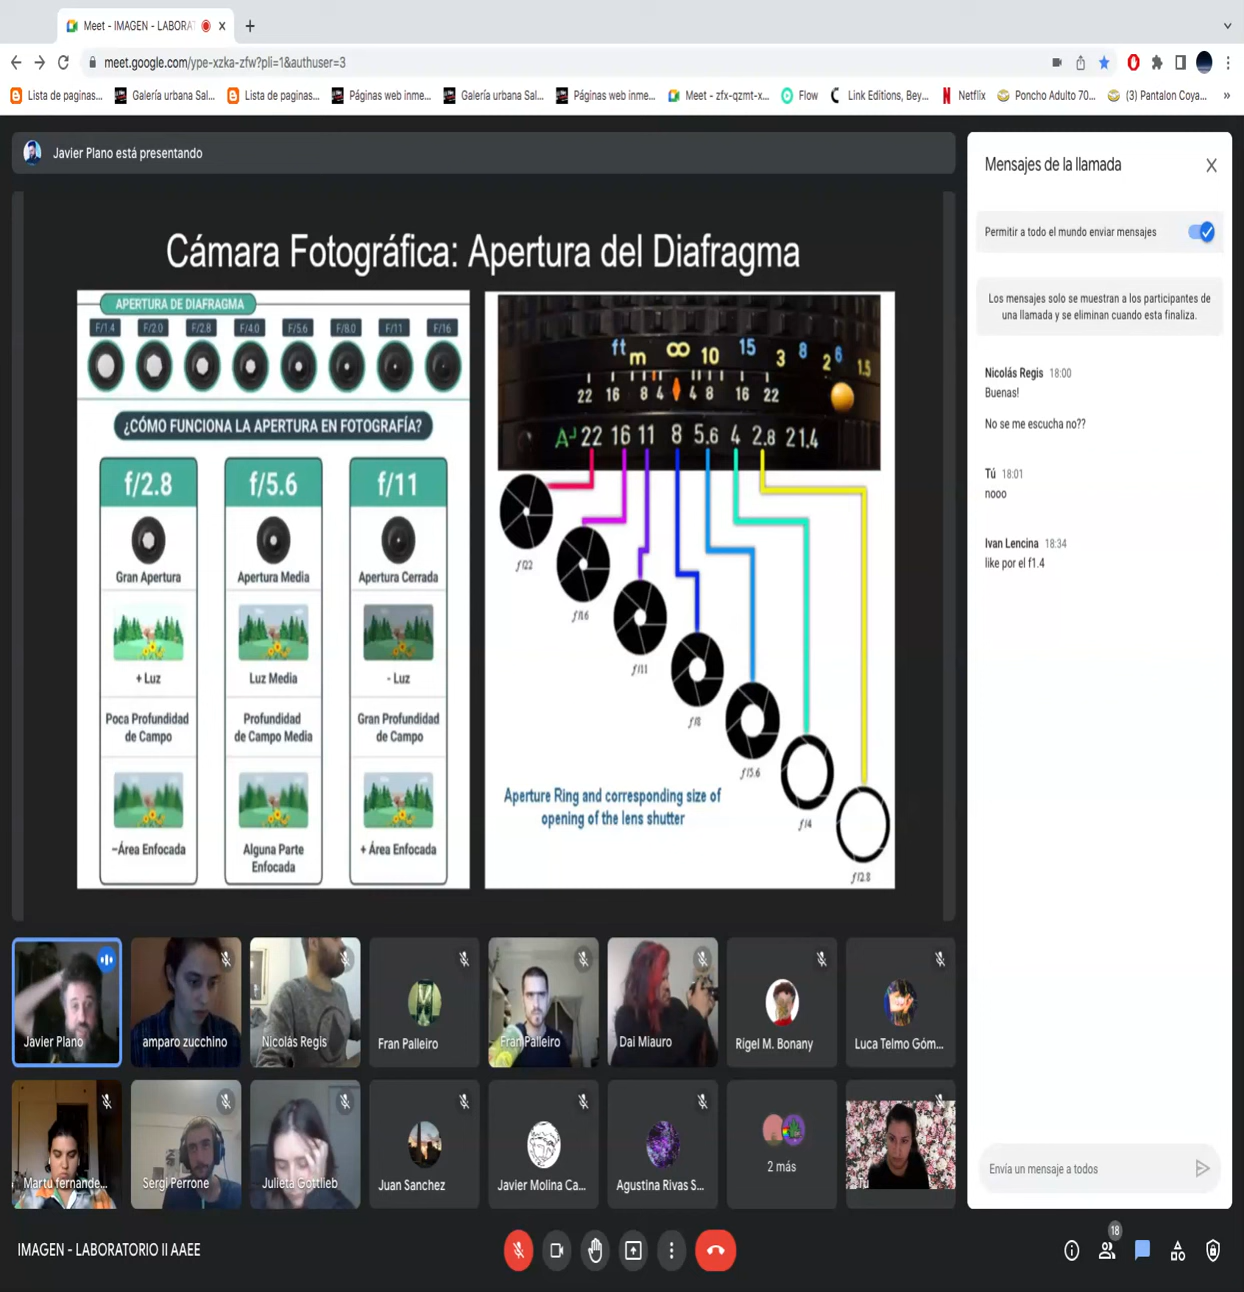 Meet - IMAGEN - LABORAT
meet.google.com/ype-xzka-zfw?pli=1&authuser=3
Lista de paginas...
Galería urbana Sal...
Lista de paginas...
Páginas web inme...
Galería urbana Sal...
Páginas web inme...
Meet - zfx-qzmt-x...
Flow
Link Editions, Bey...
Netflix
Poncho Adulto 70...
(3) Pantalon Coya...
»
Javier Plano está presentando
Cámara Fotográfica: Apertura del Diafragma
APERTURA DE DIAFRAGMA
F/1.4 F/2.0 F/2.8 F/4.0 F/5.6 F/8.0 F/11 F/16
¿CÓMO FUNCIONA LA APERTURA EN FOTOGRAFÍA?
f/2.8
Gran Apertura
+ Luz
Poca Profundidad
de Campo
–Área Enfocada
f/5.6
Apertura Media
Luz Media
Profundidad
de Campo Media
Alguna Parte
Enfocada
f/11
Apertura Cerrada
- Luz
Gran Profundidad
de Campo
+ Área Enfocada
ft m ∞ 10 15 3 8 2 6 1.5
22 16 8 4 4 8 16 22
A 22 16 11 8 5.6 4 2.8 2 1.4
f/22
f/16
f/11
f/8
f/5.6
f/4
f/2.8
Aperture Ring and corresponding size of
opening of the lens shutter
Javier Plano
amparo zucchino
Nicolás Regis
Fran Palleiro
Fran Palleiro
Dai Miauro
Rigel M. Bonany
Luca Telmo Góm...
Martu fernande...
Sergi Perrone
Julieta Gottlieb
Juan Sanchez
Javier Molina Ca...
Agustina Rivas S...
2 más
Tú
IMAGEN - LABORATORIO II AAEE
18
Mensajes de la llamada
Permitir a todo el mundo enviar mensajes
Los mensajes solo se muestran a los participantes de
una llamada y se eliminan cuando esta finaliza.
Nicolás Regis 18:00
Buenas!
No se me escucha no??
Tú 18:01
nooo
Ivan Lencina 18:34
like por el f1.4
Envía un mensaje a todos